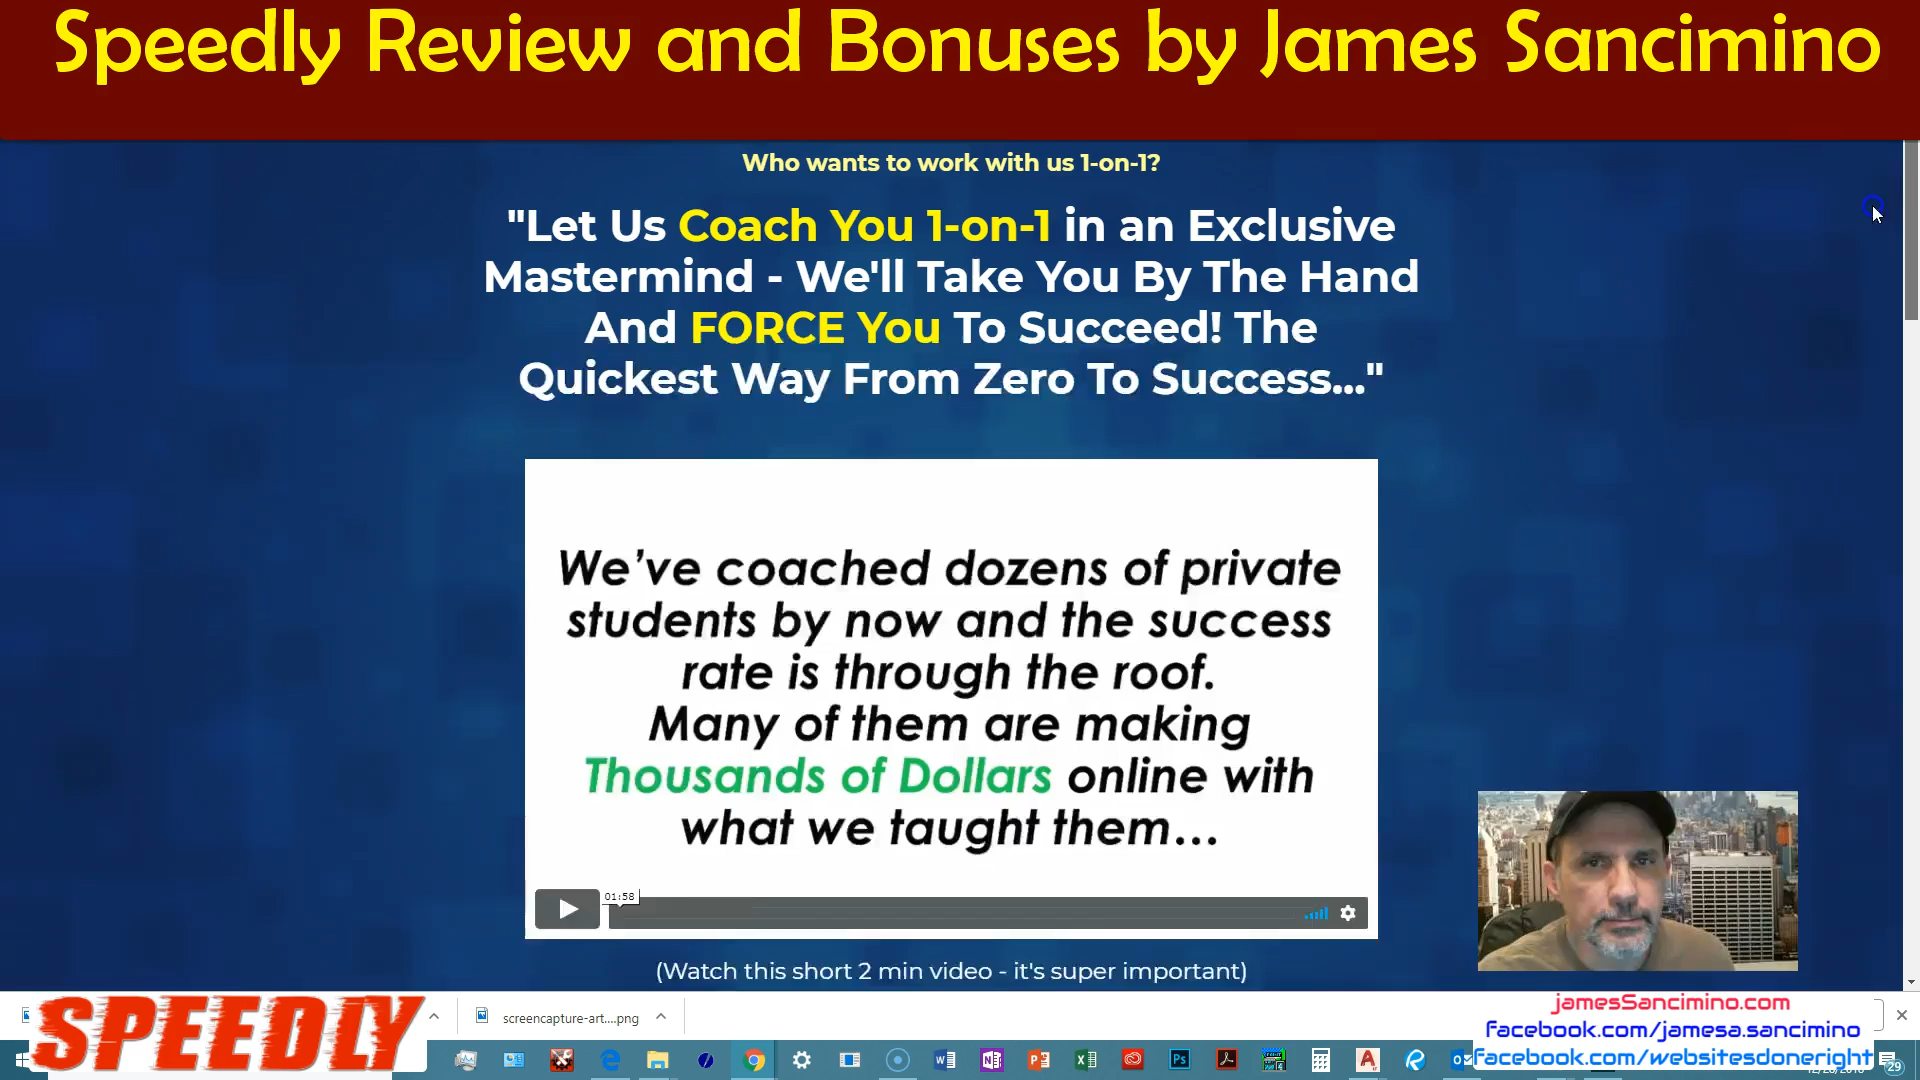 Speedly Review and Bonuses by James Sancimino
Who wants to work with us 1-on-1?
"Let Us Coach You 1-on-1 in an Exclusive
Mastermind - We'll Take You By The Hand
And FORCE You To Succeed! The
Quickest Way From Zero To Success..."
We've coached dozens of private
students by now and the success
rate is through the roof.
Many of them are making
Thousands of Dollars online with
what we taught them...
01:58
(Watch this short 2 min video - it's super important)
SPEEDLY
screencapture-art....png
jamesSancimino.com
facebook.com/jamesa.sancimino
facebook.com/websitesdoneright
29